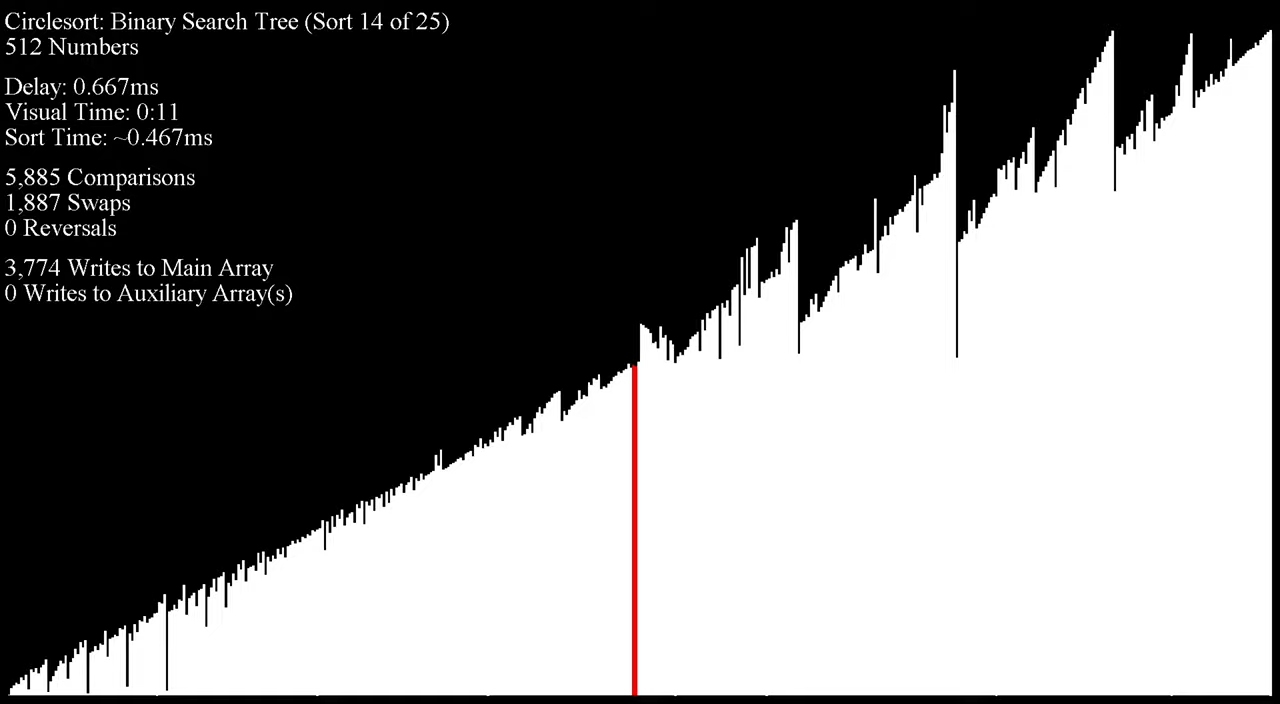 Circlesort: Binary Search Tree (Sort 14 of 25)
512 Numbers
Delay: 0.667ms
Visual Time: 0:11
Sort Time: ~0.467ms
5,885 Comparisons
1,887 Swaps
0 Reversals
3,774 Writes to Main Array
0 Writes to Auxiliary Array(s)